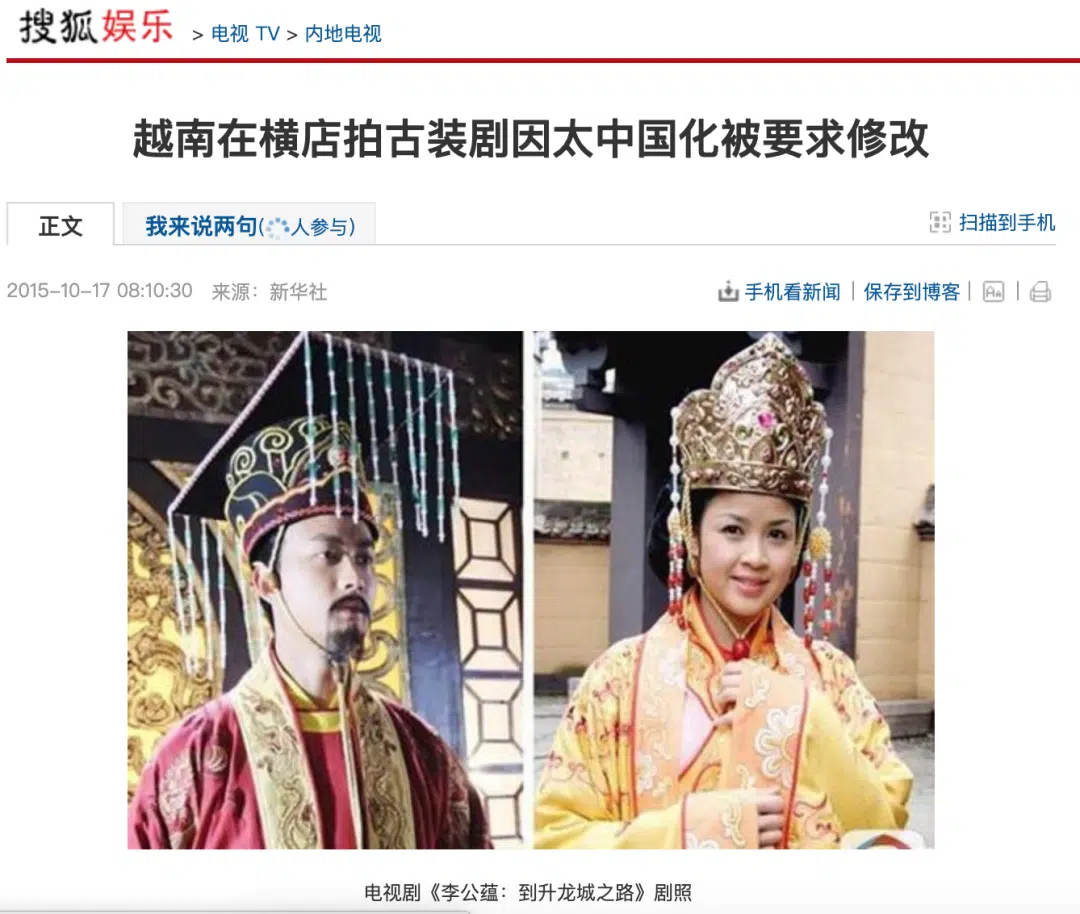 搜狐娱乐 > 电视 TV > 内地电视
越南在横店拍古装剧因太中国化被要求修改
正文 我来说两句(人参与) 扫描到手机
2015-10-17 08:10:30 来源：新华社 手机看新闻 | 保存到博客 | Aa |
电视剧《李公蕴：到升龙城之路》剧照